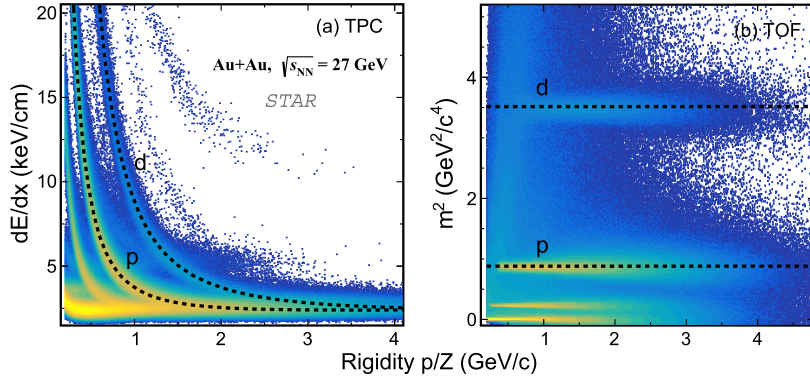 (a) TPC
Au+Au, √sNN = 27 GeV
STAR
d
p
dE/dx (keV/cm)
20
15
10
5
1
2
3
4
(b) TOF
d
p
m² (GeV²/c⁴)
4
2
0
1
2
3
4
Rigidity p/Z (GeV/c)